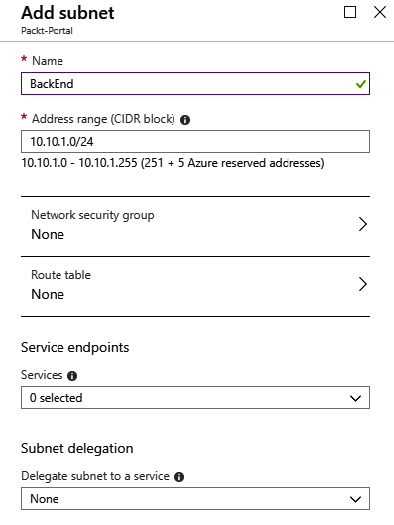 Add subnet
Packt-Portal
* Name
BackEnd
* Address range (CIDR block)
10.10.1.0/24
10.10.1.0 - 10.10.1.255 (251 + 5 Azure reserved addresses)
Network security group
None
Route table
None
Service endpoints
Services
0 selected
Subnet delegation
Delegate subnet to a service
None